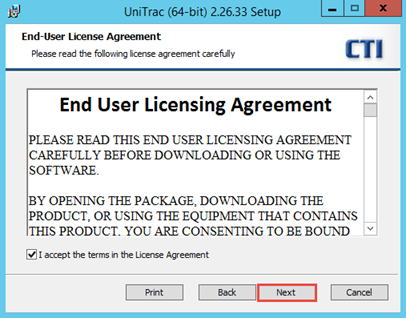 UniTrac (64-bit) 2.26.33 Setup
End-User License Agreement
Please read the following license agreement carefully
CTI
End User Licensing Agreement
PLEASE READ THIS END USER LICENSING AGREEMENT
CAREFULLY BEFORE DOWNLOADING OR USING THE
SOFTWARE.
BY OPENING THE PACKAGE, DOWNLOADING THE
PRODUCT, OR USING THE EQUIPMENT THAT CONTAINS
THIS PRODUCT, YOU ARE CONSENTING TO BE BOUND
I accept the terms in the License Agreement
Print Back Next Cancel